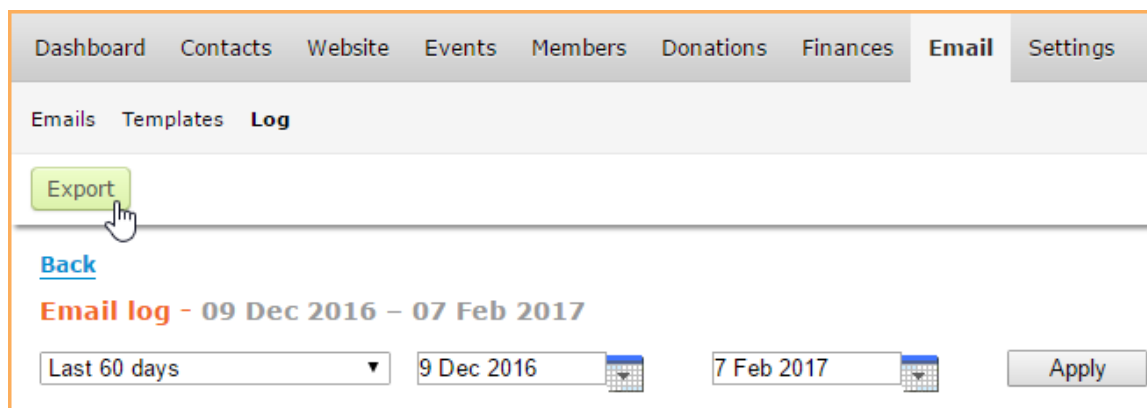 Dashboard Contacts Website Events Members Donations Finances Email Settings
Emails Templates Log
Export
Back
Email log - 09 Dec 2016 – 07 Feb 2017
Last 60 days 9 Dec 2016 7 Feb 2017 Apply